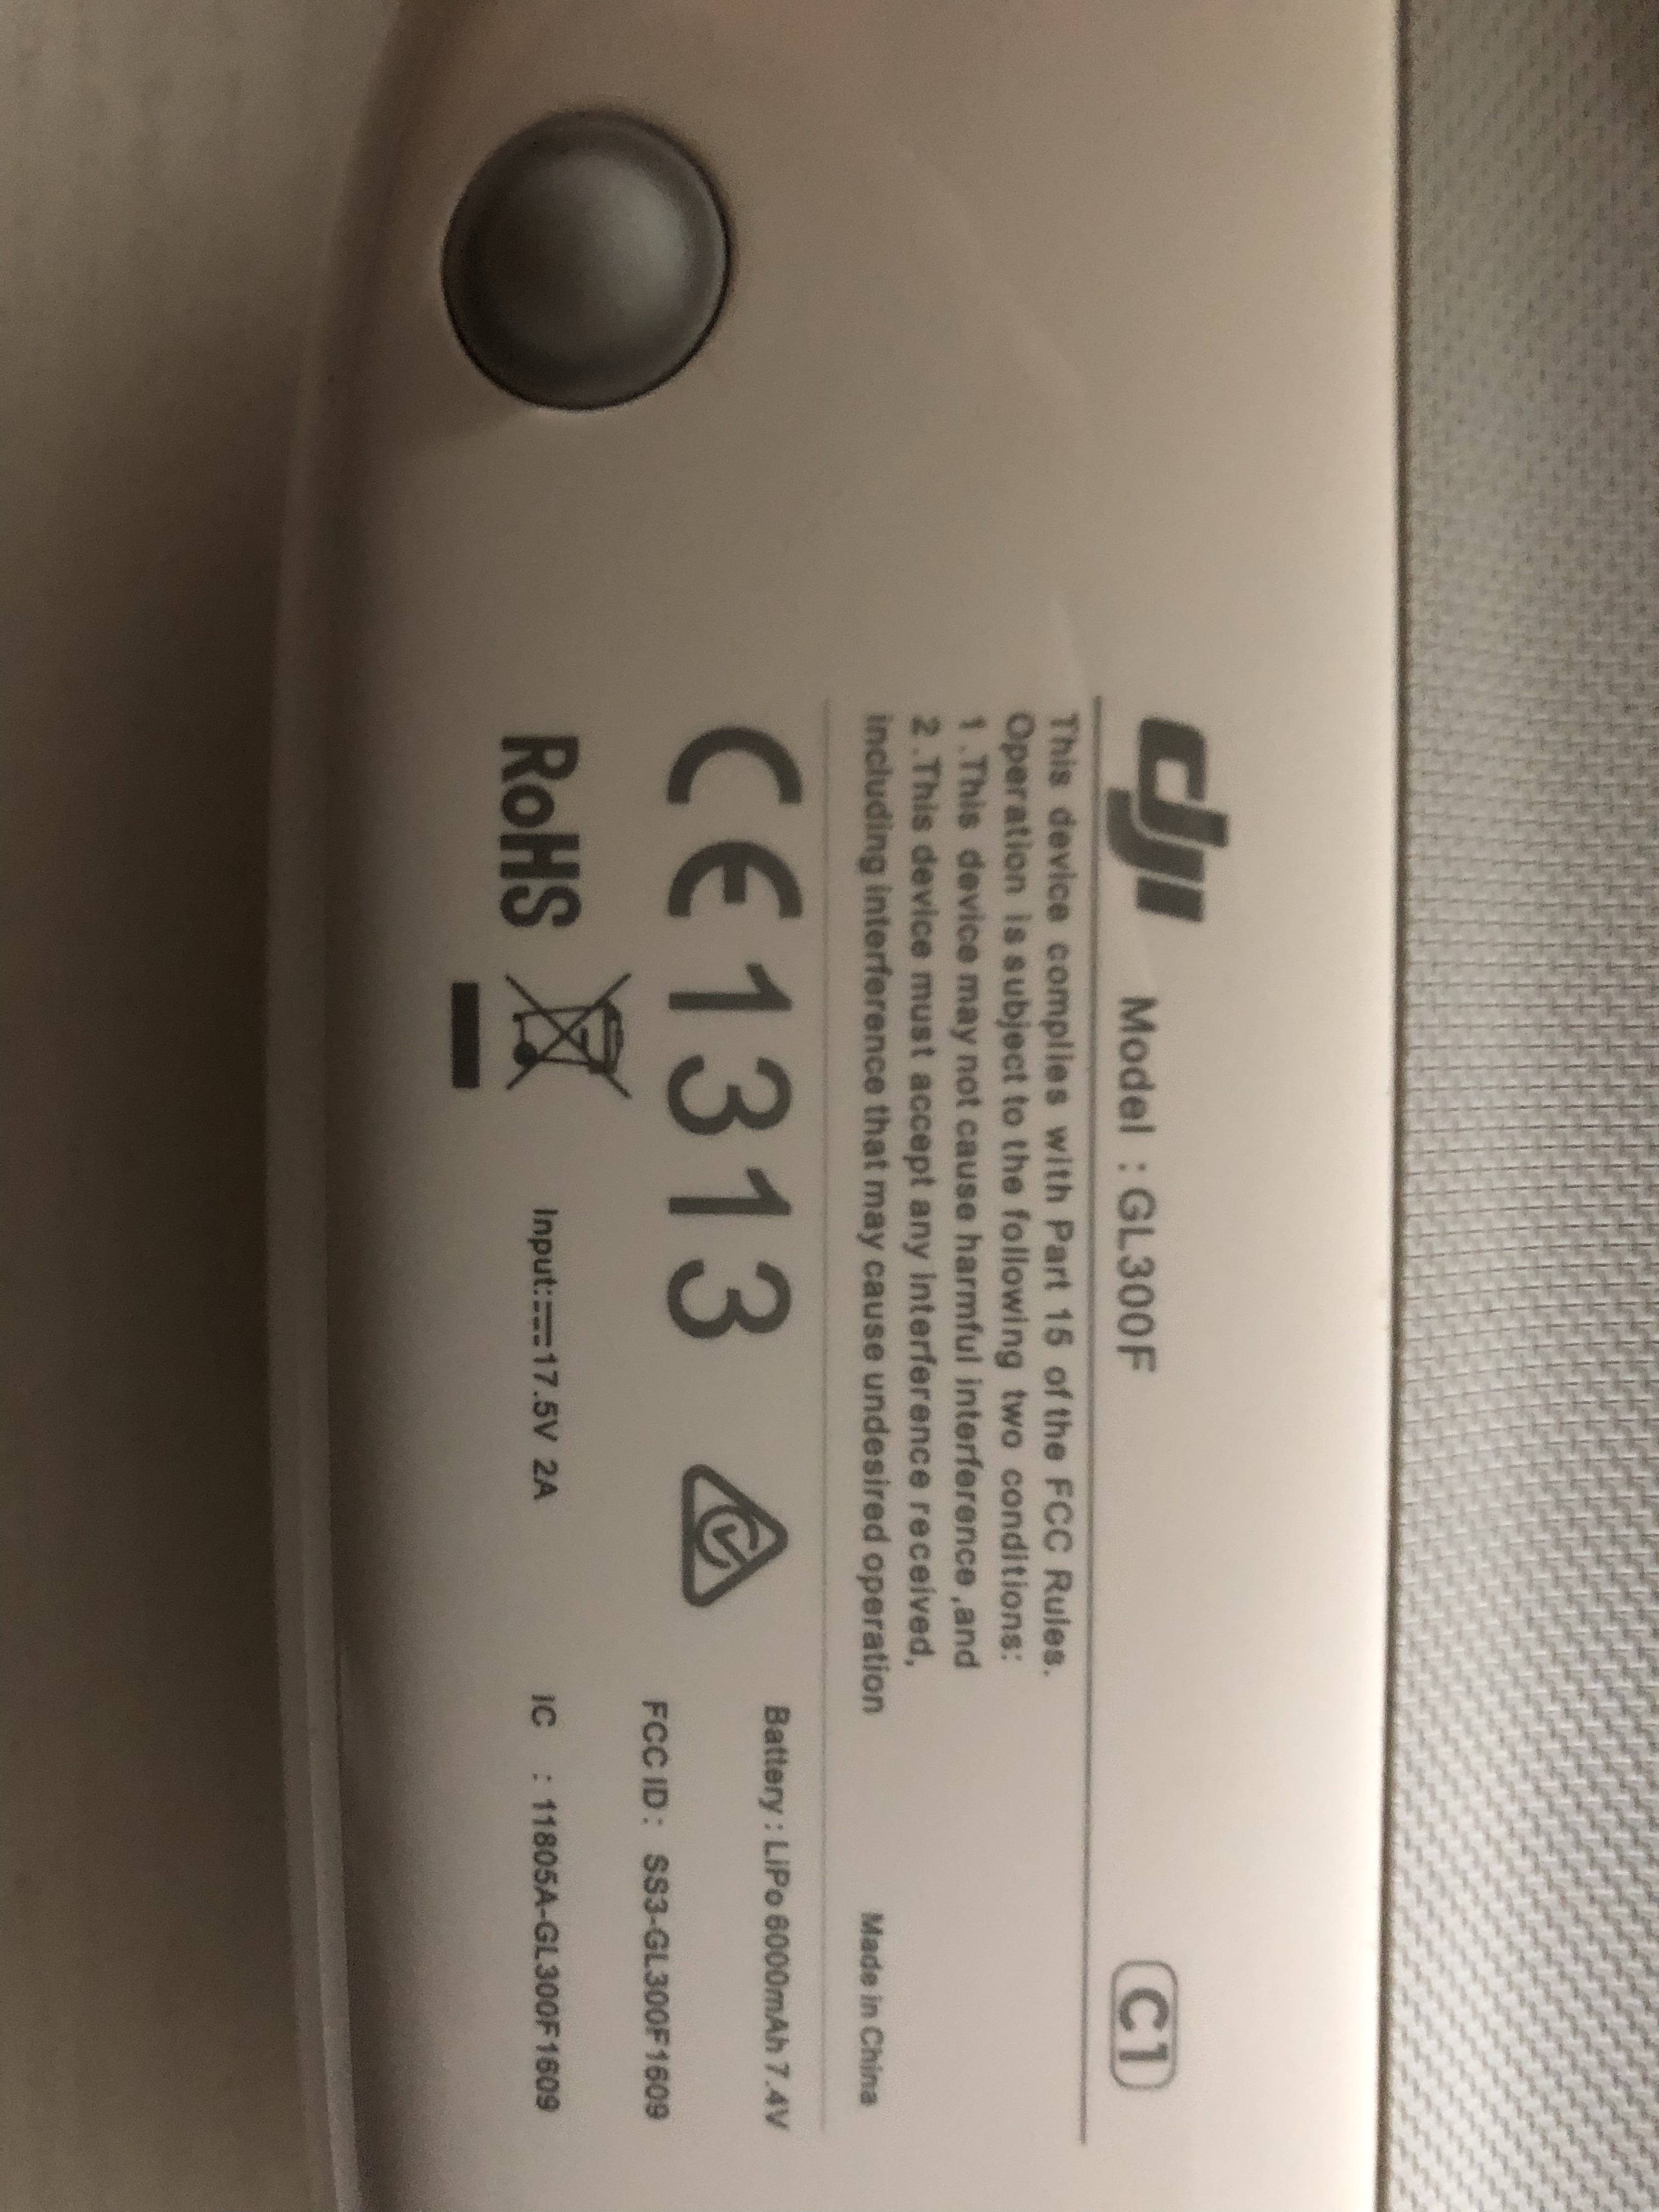 dji Model : GL300F C1
This device complies with Part 15 of the FCC Rules.
Operation is subject to the following two conditions:
1.This device may not cause harmful interference ,and
2.This device must accept any interference received,
including interference that may cause undesired operation
Made in China
CE1313
Battery : LiPo 6000mAh 7.4V
FCC ID : SS3-GL300F1609
RoHS
Input:⎓17.5V 2A
IC : 11805A-GL300F1609